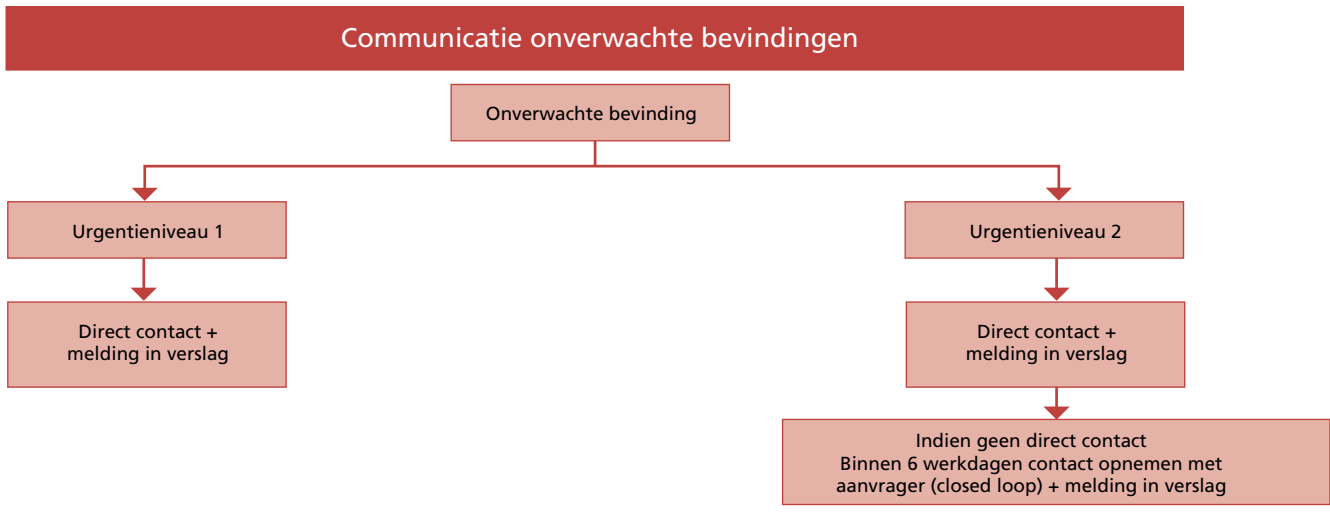 Communicatie onverwachte bevindingen
Onverwachte bevinding
Urgentieniveau 1
Urgentieniveau 2
Direct contact +
melding in verslag
Direct contact +
melding in verslag
Indien geen direct contact
Binnen 6 werkdagen contact opnemen met
aanvrager (closed loop) + melding in verslag